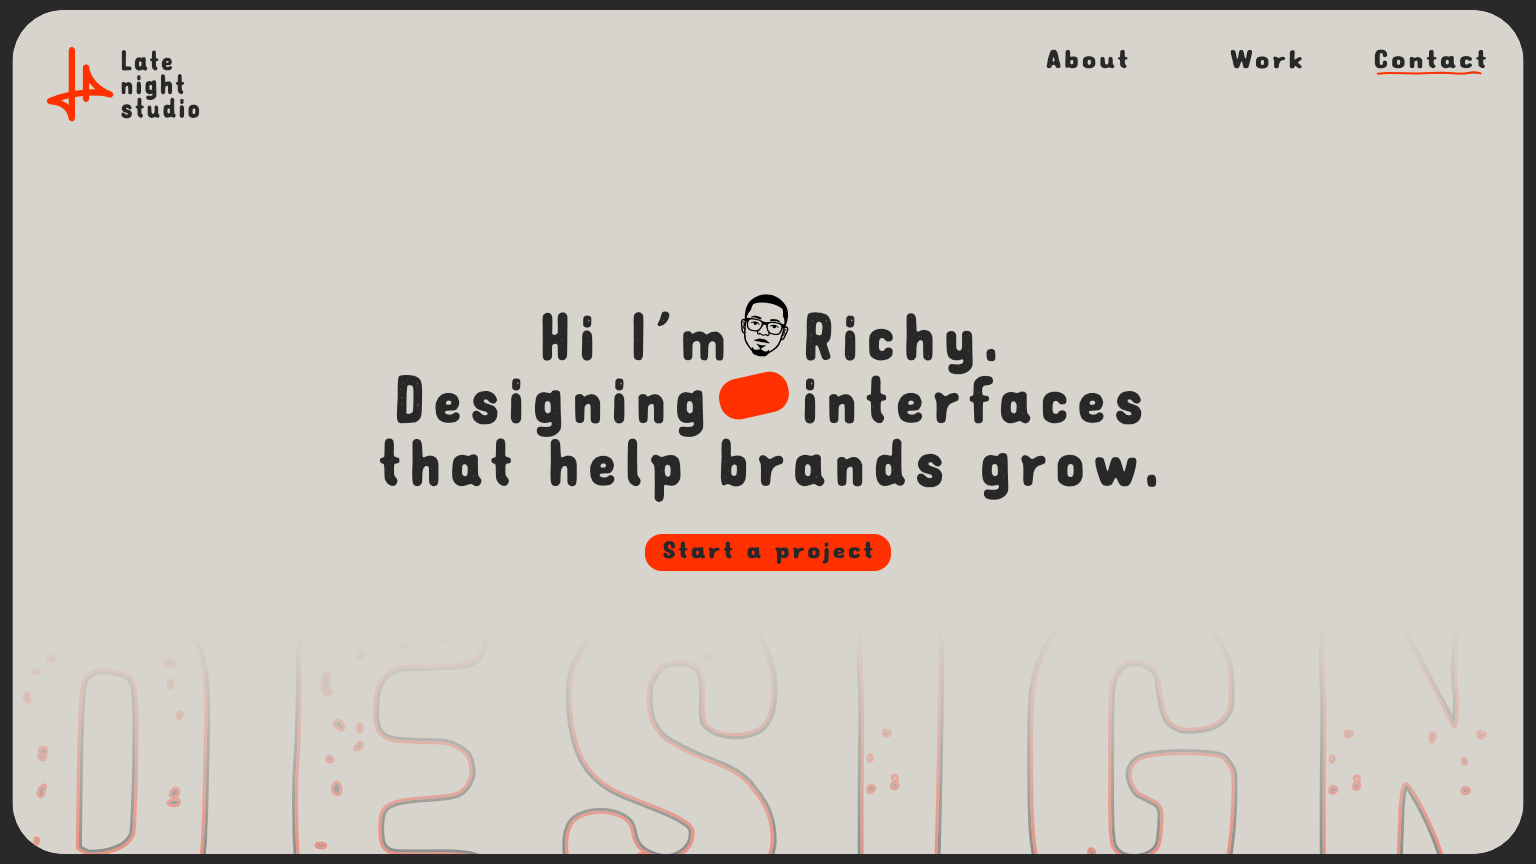 Late
night
studio
About
Work
Contact
Hi I'm Richy.
Designing interfaces
that help brands grow.
Start a project
DESIGN